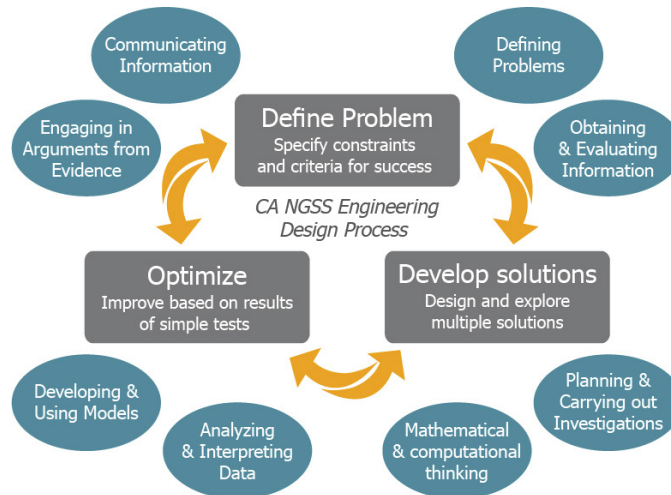 Communicating
Information
Defining
Problems
Engaging in
Arguments from
Evidence
Define Problem
Specify constraints
and criteria for success
Obtaining
& Evaluating
Information
CA NGSS Engineering
Design Process
Optimize
Improve based on results
of simple tests
Develop solutions
Design and explore
multiple solutions
Developing &
Using Models
Analyzing
& Interpreting
Data
Mathematical
& computational
thinking
Planning &
Carrying out
Investigations